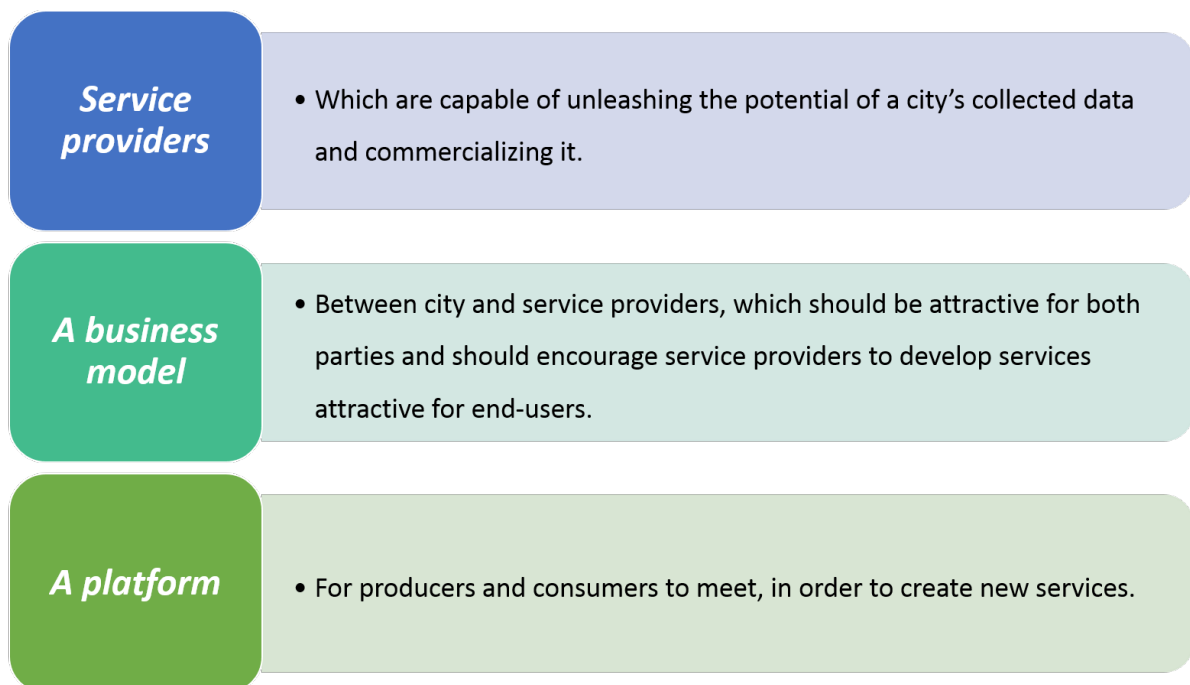 Service
providers
• Which are capable of unleashing the potential of a city’s collected data
and commercializing it.
A business
model
• Between city and service providers, which should be attractive for both
parties and should encourage service providers to develop services
attractive for end-users.
A platform
• For producers and consumers to meet, in order to create new services.